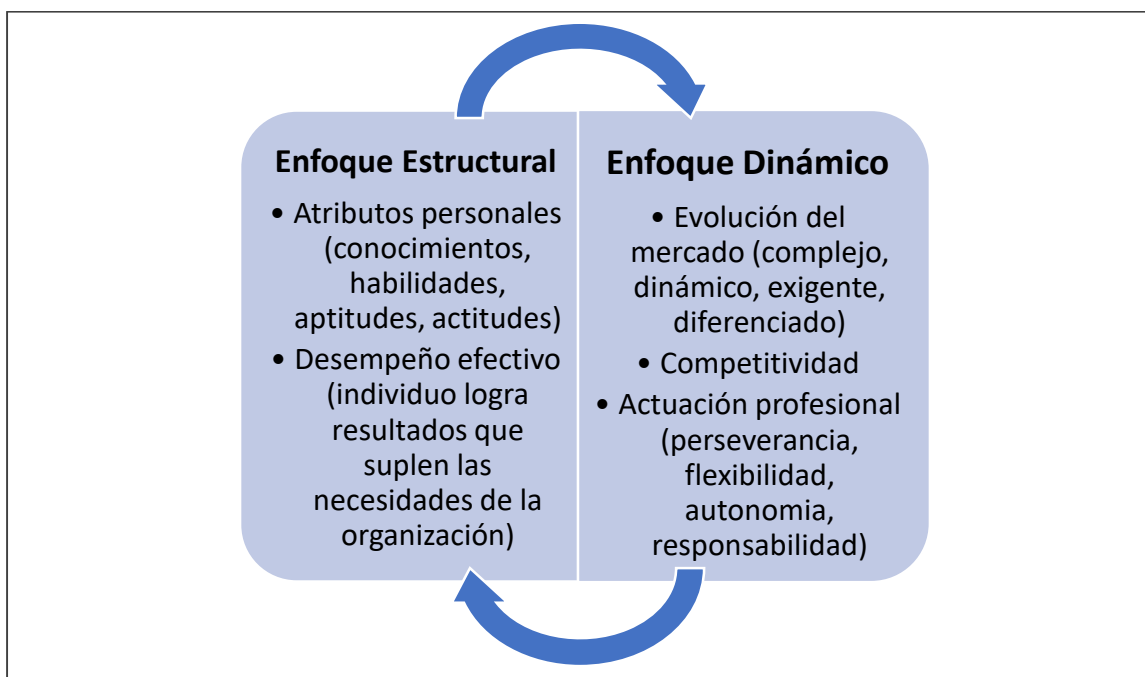 Enfoque Estructural
• Atributos personales
(conocimientos,
habilidades,
aptitudes, actitudes)
• Desempeño efectivo
(individuo logra
resultados que
suplen las
necesidades de la
organización)
Enfoque Dinámico
• Evolución del
mercado (complejo,
dinámico, exigente,
diferenciado)
• Competitividad
• Actuación profesional
(perseverancia,
flexibilidad,
autonomia,
responsabilidad)